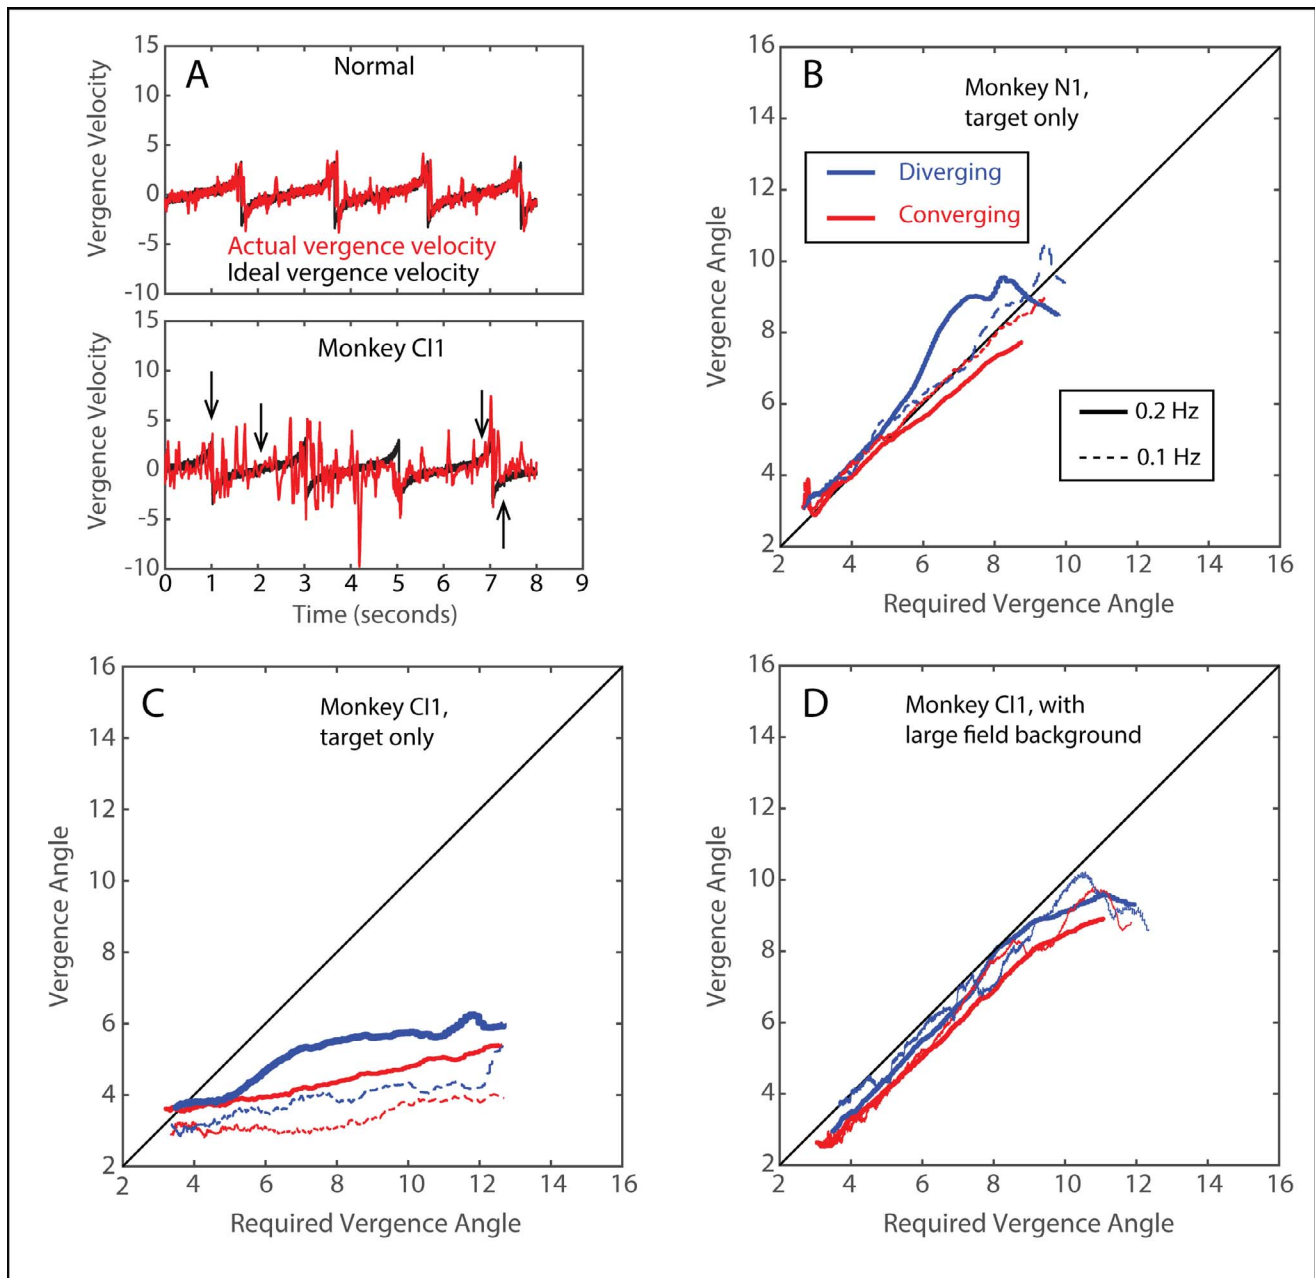 A
Normal
Vergence Velocity
15
10
5
0
-5
-10
Actual vergence velocity
Ideal vergence velocity
Monkey CI1
Vergence Velocity
15
10
5
0
-5
-10
0 1 2 3 4 5 6 7 8 9
Time (seconds)
B
Monkey N1,
target only
Diverging
Converging
0.2 Hz
0.1 Hz
Vergence Angle
16
14
12
10
8
6
4
2
2 4 6 8 10 12 14 16
Required Vergence Angle
C
Monkey CI1,
target only
Vergence Angle
16
14
12
10
8
6
4
2
2 4 6 8 10 12 14 16
Required Vergence Angle
D
Monkey CI1, with
large field background
Vergence Angle
16
14
12
10
8
6
4
2
2 4 6 8 10 12 14 16
Required Vergence Angle